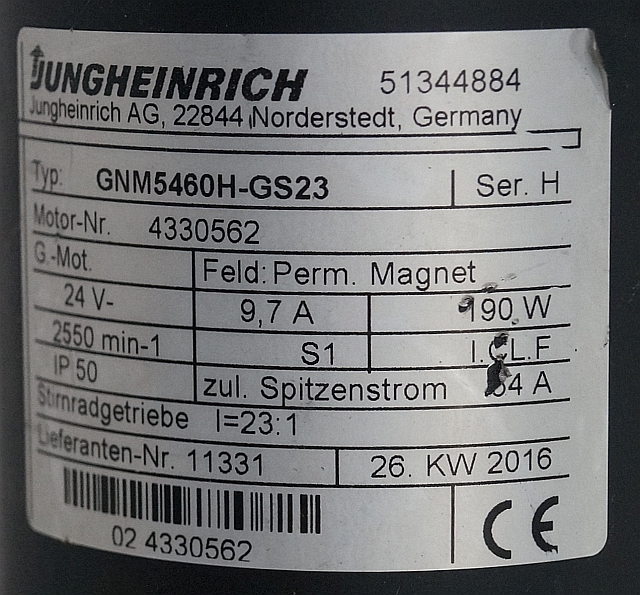 JUNGHEINRICH 51344884
Jungheinrich AG, 22844 Norderstedt, Germany
Typ: GNM5460H-GS23 Ser. H
Motor-Nr. 4330562
G.-Mot. Feld: Perm. Magnet
24 V- 9,7 A 190 W
2550 min-1 S1 I.CL.F
IP 50 zul. Spitzenstrom A
Stirnradgetriebe I=23:1
Lieferanten-Nr. 11331 26. KW 2016
02 4330562
CE